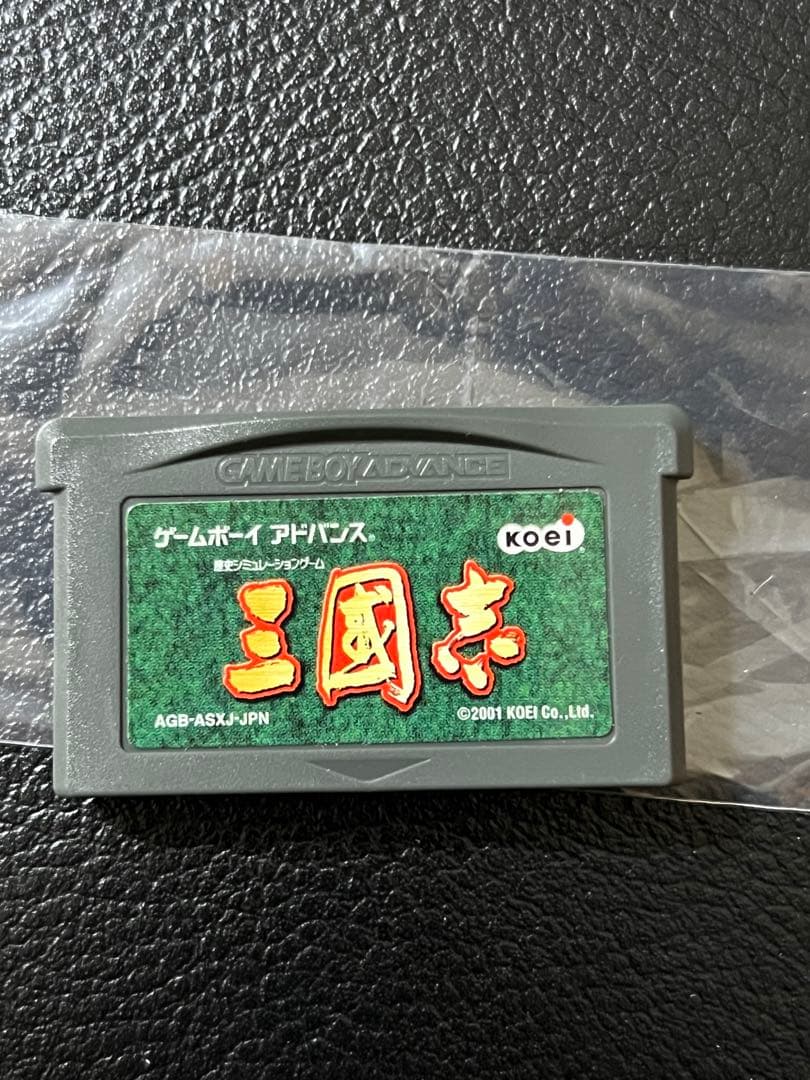 GAME BOY ADVANCE
ゲームボーイ アドバンス®
KOEI®
歴史シミュレーションゲーム
三國志
AGB-ASXJ-JPN
©2001 KOEI Co.,Ltd.